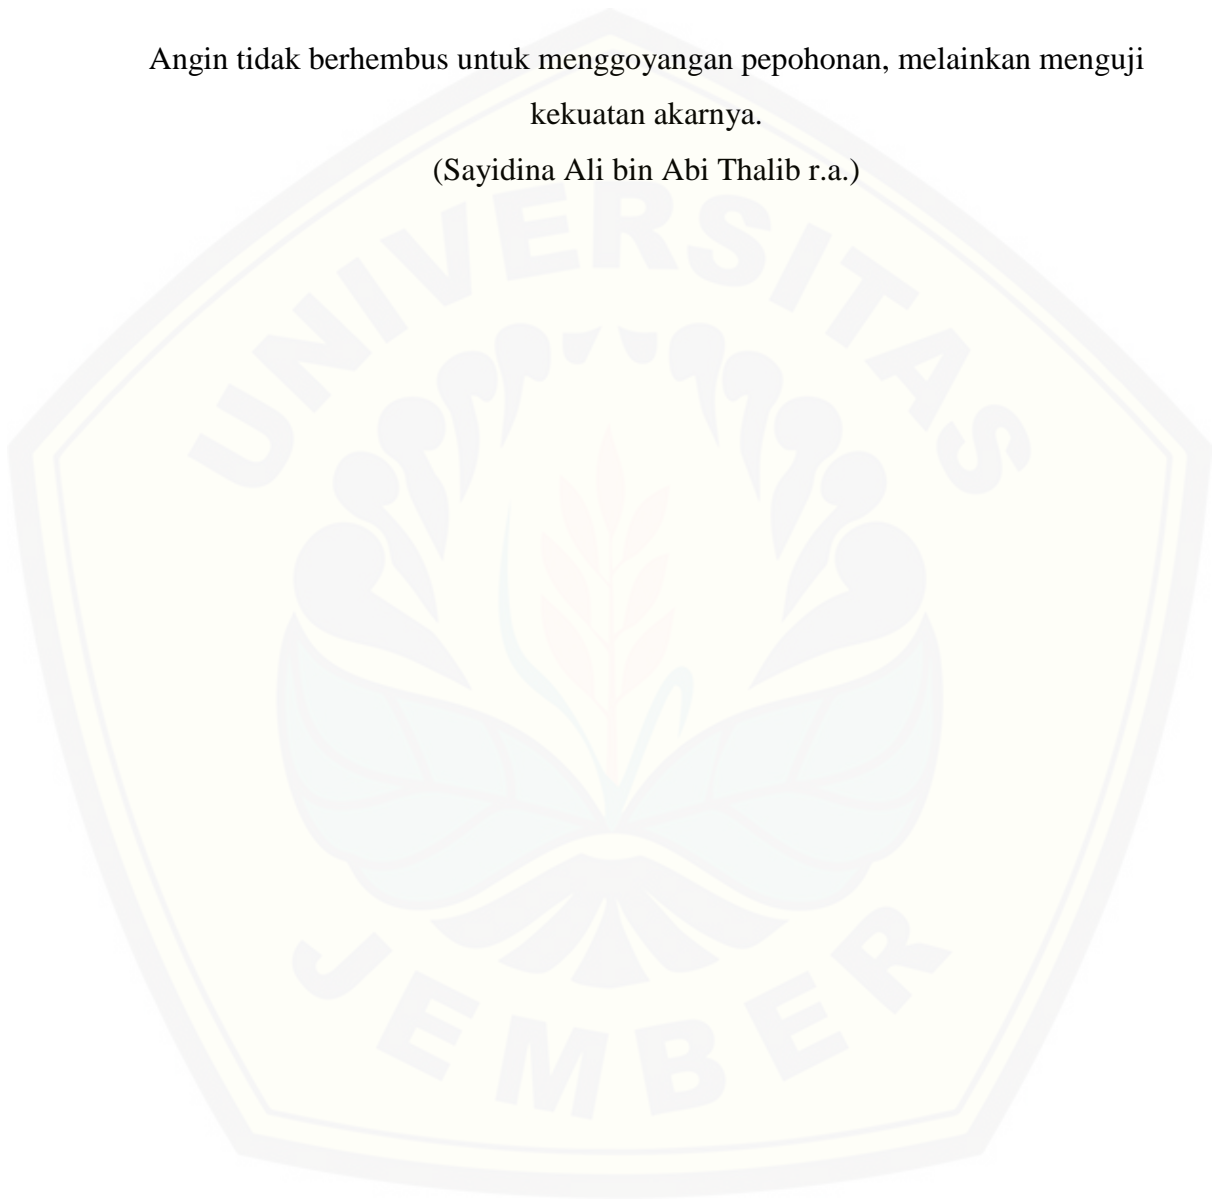 Angin tidak berhembus untuk menggoyangan pepohonan, melainkan menguji
kekuatan akarnya.
(Sayidina Ali bin Abi Thalib r.a.)
UNIVERSITAS
JEMBER